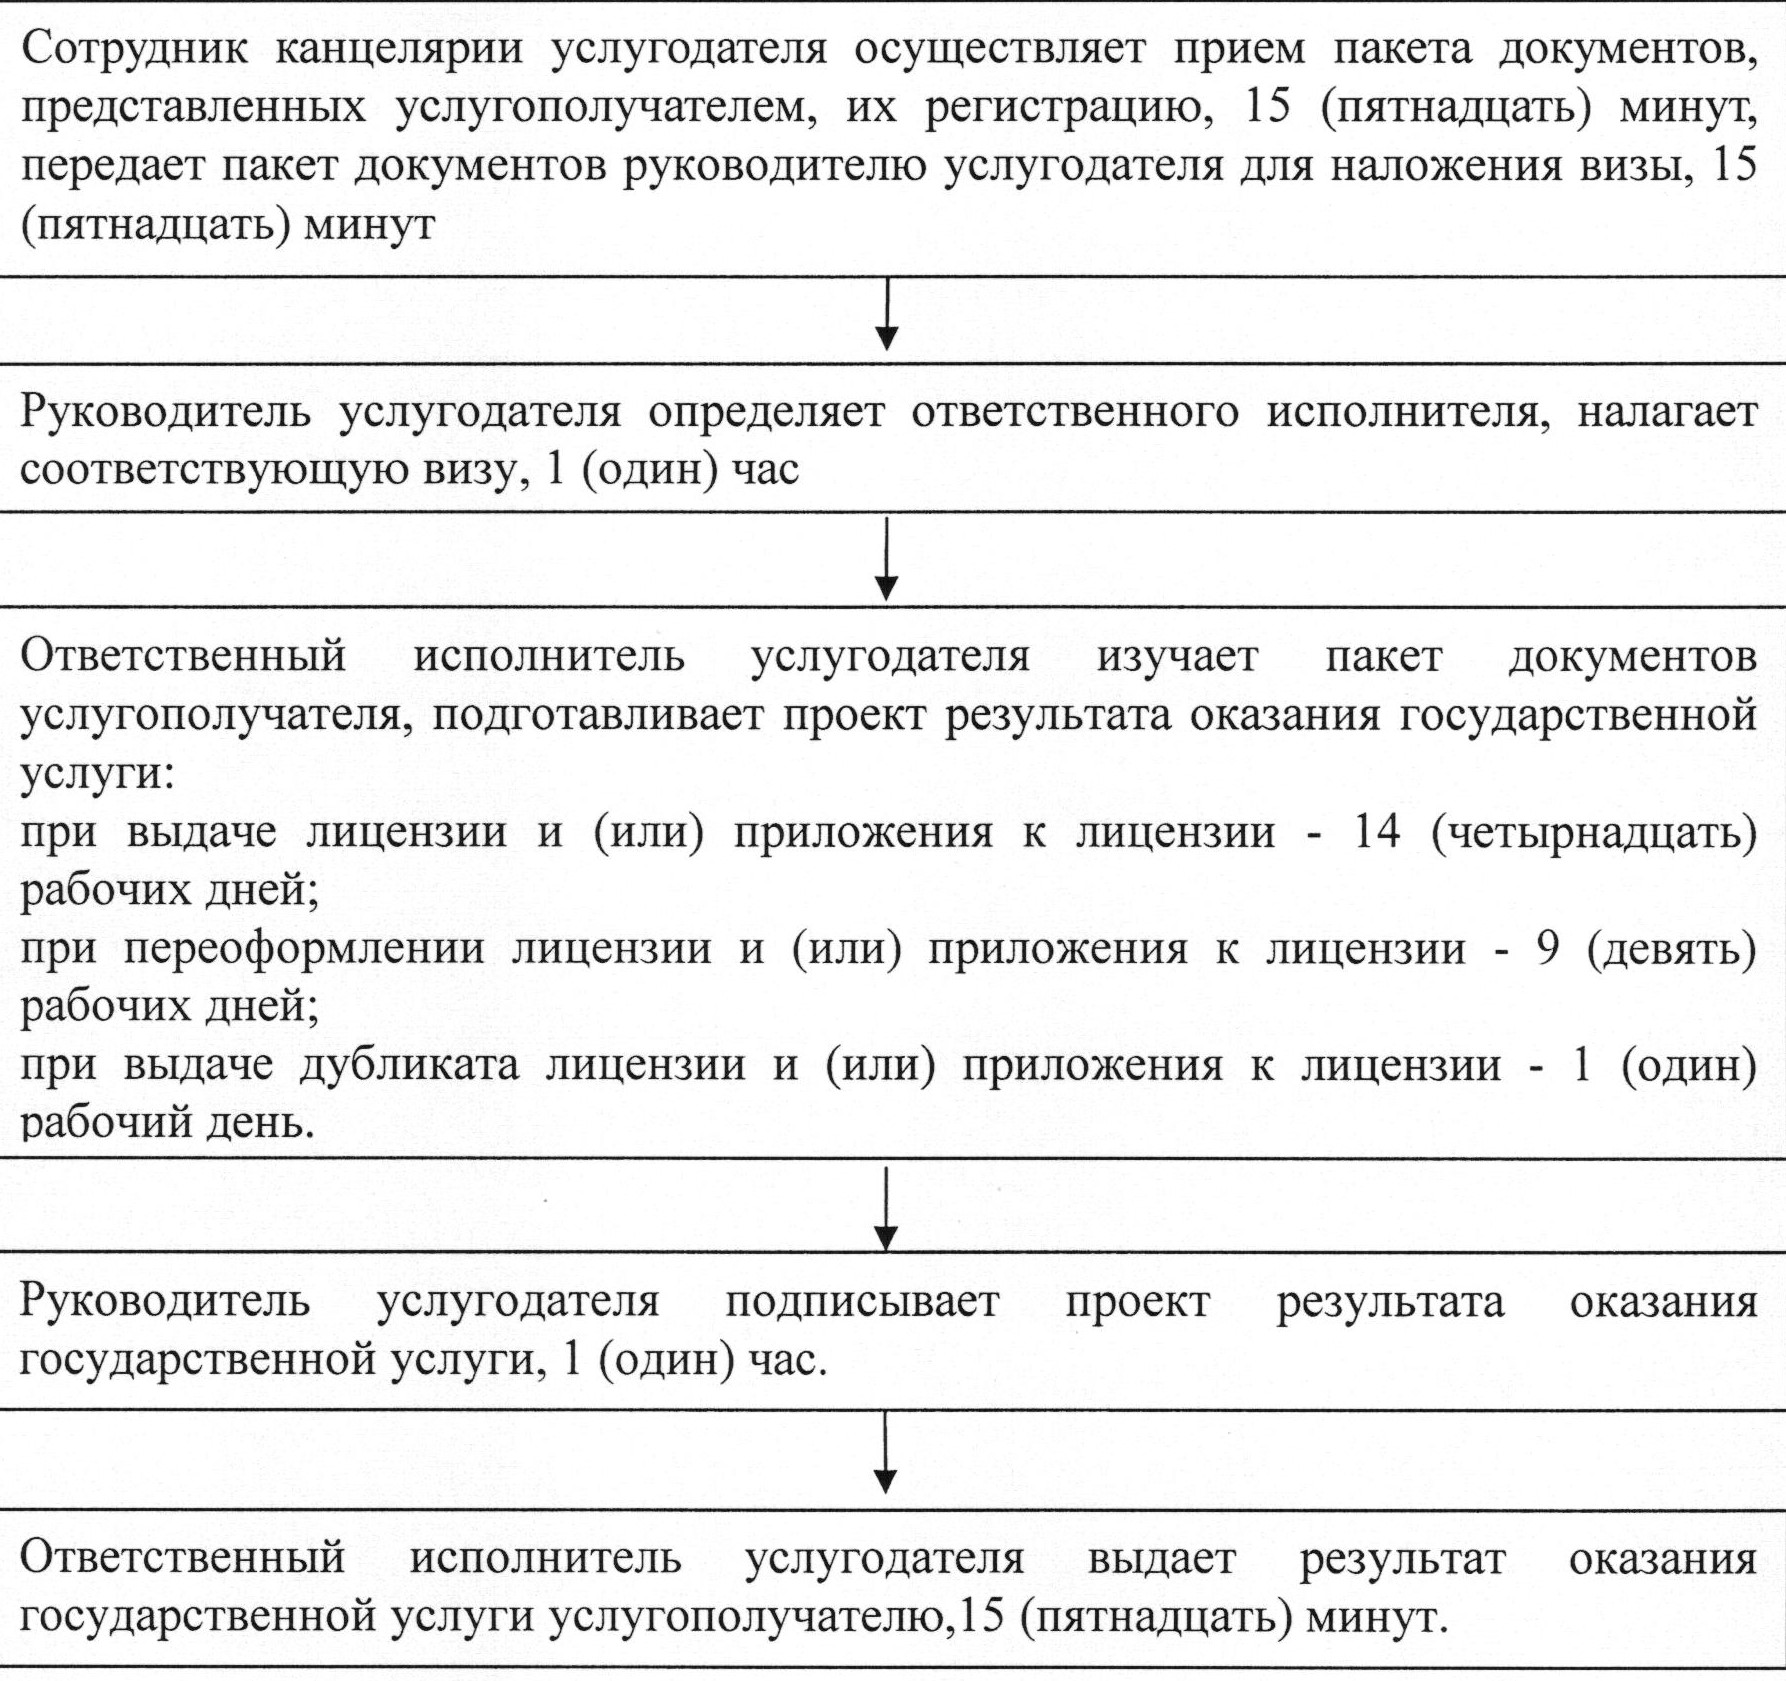 Сотрудник канцелярии услугодателя осуществляет прием пакета документов,
представленных услугополучателем, их регистрацию, 15 (пятнадцать) минут,
передает пакет документов руководителю услугодателя для наложения визы, 15
(пятнадцать) минут
Руководитель услугодателя определяет ответственного исполнителя, налагает
соответствующую визу, 1 (один) час
Ответственный исполнитель услугодателя изучает пакет документов
услугополучателя, подготавливает проект результата оказания государственной
услуги:
при выдаче лицензии и (или) приложения к лицензии - 14 (четырнадцать)
рабочих дней;
при переоформлении лицензии и (или) приложения к лицензии - 9 (девять)
рабочих дней;
при выдаче дубликата лицензии и (или) приложения к лицензии - 1 (один)
рабочий день.
Руководитель услугодателя подписывает проект результата оказания
государственной услуги, 1 (один) час.
Ответственный исполнитель услугодателя выдает результат оказания
государственной услуги услугополучателю,15 (пятнадцать) минут.